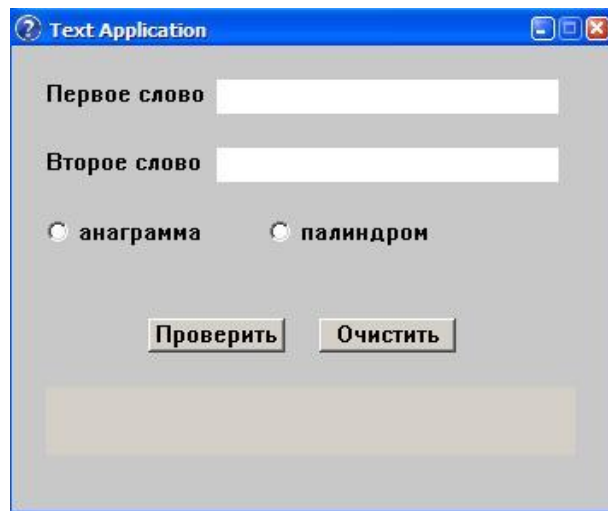 Text Application
Первое слово
Второе слово
анаграмма палиндром
Проверить Очистить